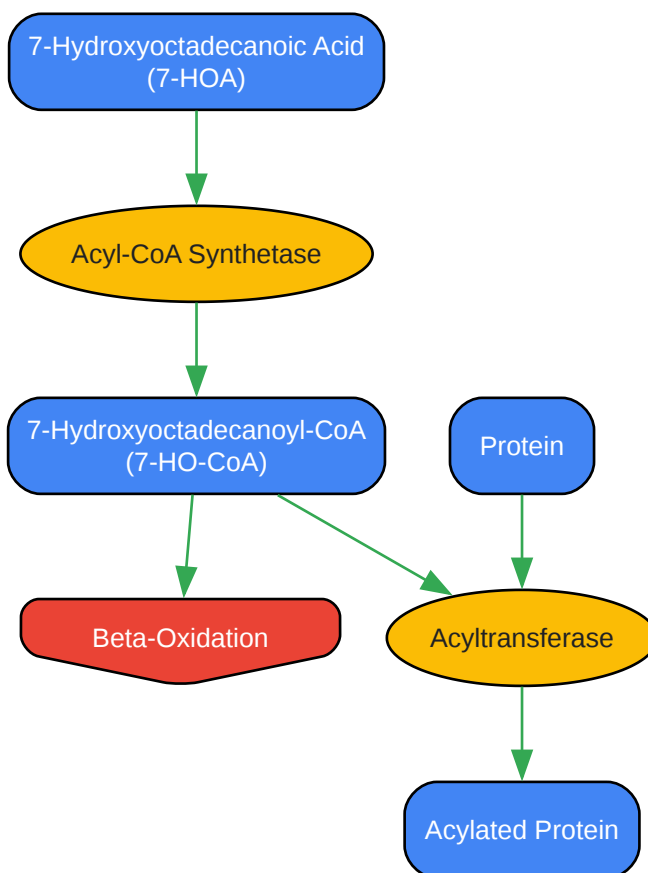 7-Hydroxyoctadecanoic Acid
(7-HOA)
Acyl-CoA Synthetase
7-Hydroxyoctadecanoyl-CoA
(7-HO-CoA)
Protein
Beta-Oxidation
Acyltransferase
Acylated Protein